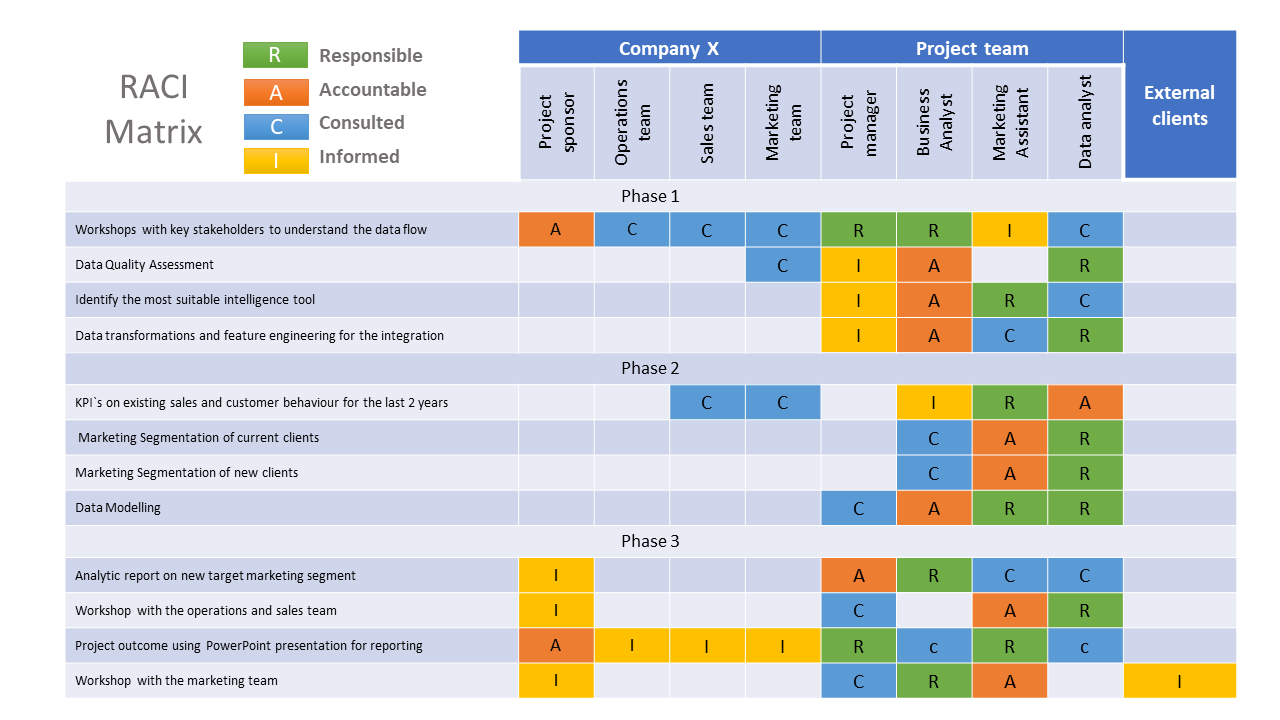 RACI
Matrix
R Responsible
A Accountable
C Consulted
I Informed
Company X Project team External clients
Project sponsor Operations team Sales team Marketing team Project manager Business Analyst Marketing Assistant Data analyst
Phase 1
Workshops with key stakeholders to understand the data flow A C C C R R I C
Data Quality Assessment C I A R
Identify the most suitable intelligence tool I A R C
Data transformations and feature engineering for the integration I A C R
Phase 2
KPI`s on existing sales and customer behaviour for the last 2 years C C I R A
Marketing Segmentation of current clients C A R
Marketing Segmentation of new clients C A R
Data Modelling C A R R
Phase 3
Analytic report on new target marketing segment I A R C C
Workshop with the operations and sales team I C A R
Project outcome using PowerPoint presentation for reporting A I I I R c R c
Workshop with the marketing team I C R A I